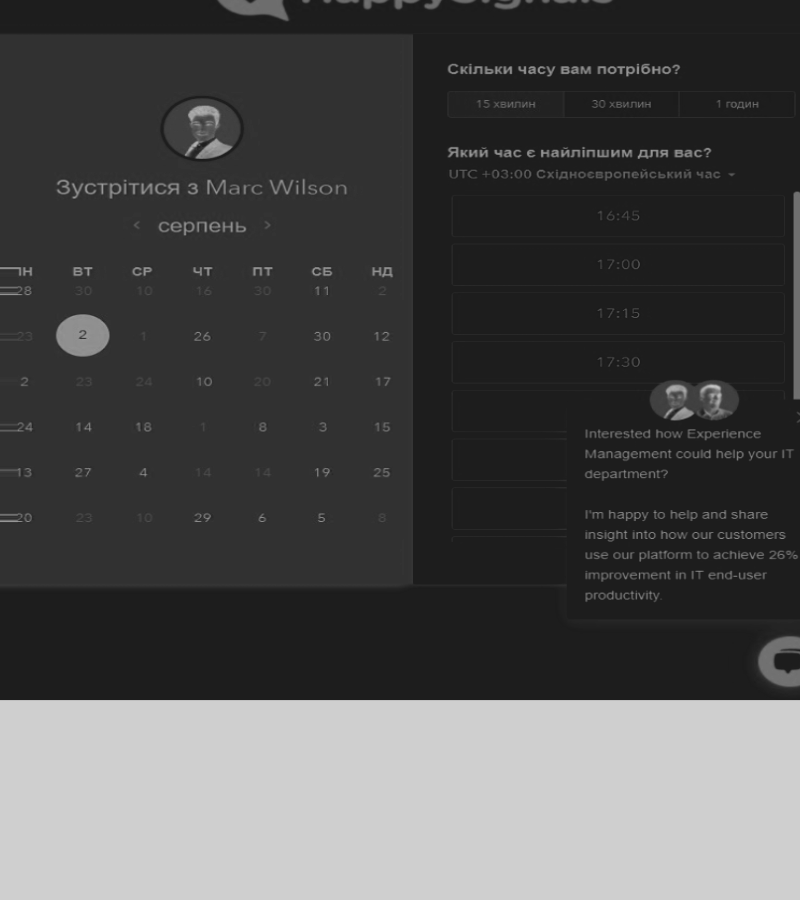 HappySignals
Зустрітися з Marc Wilson
серпень
ВТ СР ЧТ ПТ СБ НД
28 30 10 16 30 11 2
23 2 1 26 7 30 12
2 23 24 10 20 21 17
24 14 18 1 8 3 15
13 27 4 14 14 19 25
20 23 10 29 6 5 8
Скільки часу вам потрібно?
15 хвилин 30 хвилин 1 годин
Який час є найліпшим для вас?
UTC +03:00 Східноєвропейський час
16:45
17:00
17:15
17:30
Interested how Experience
Management could help your IT
department?
I'm happy to help and share
insight into how our customers
use our platform to achieve 26%
improvement in IT end-user
productivity.